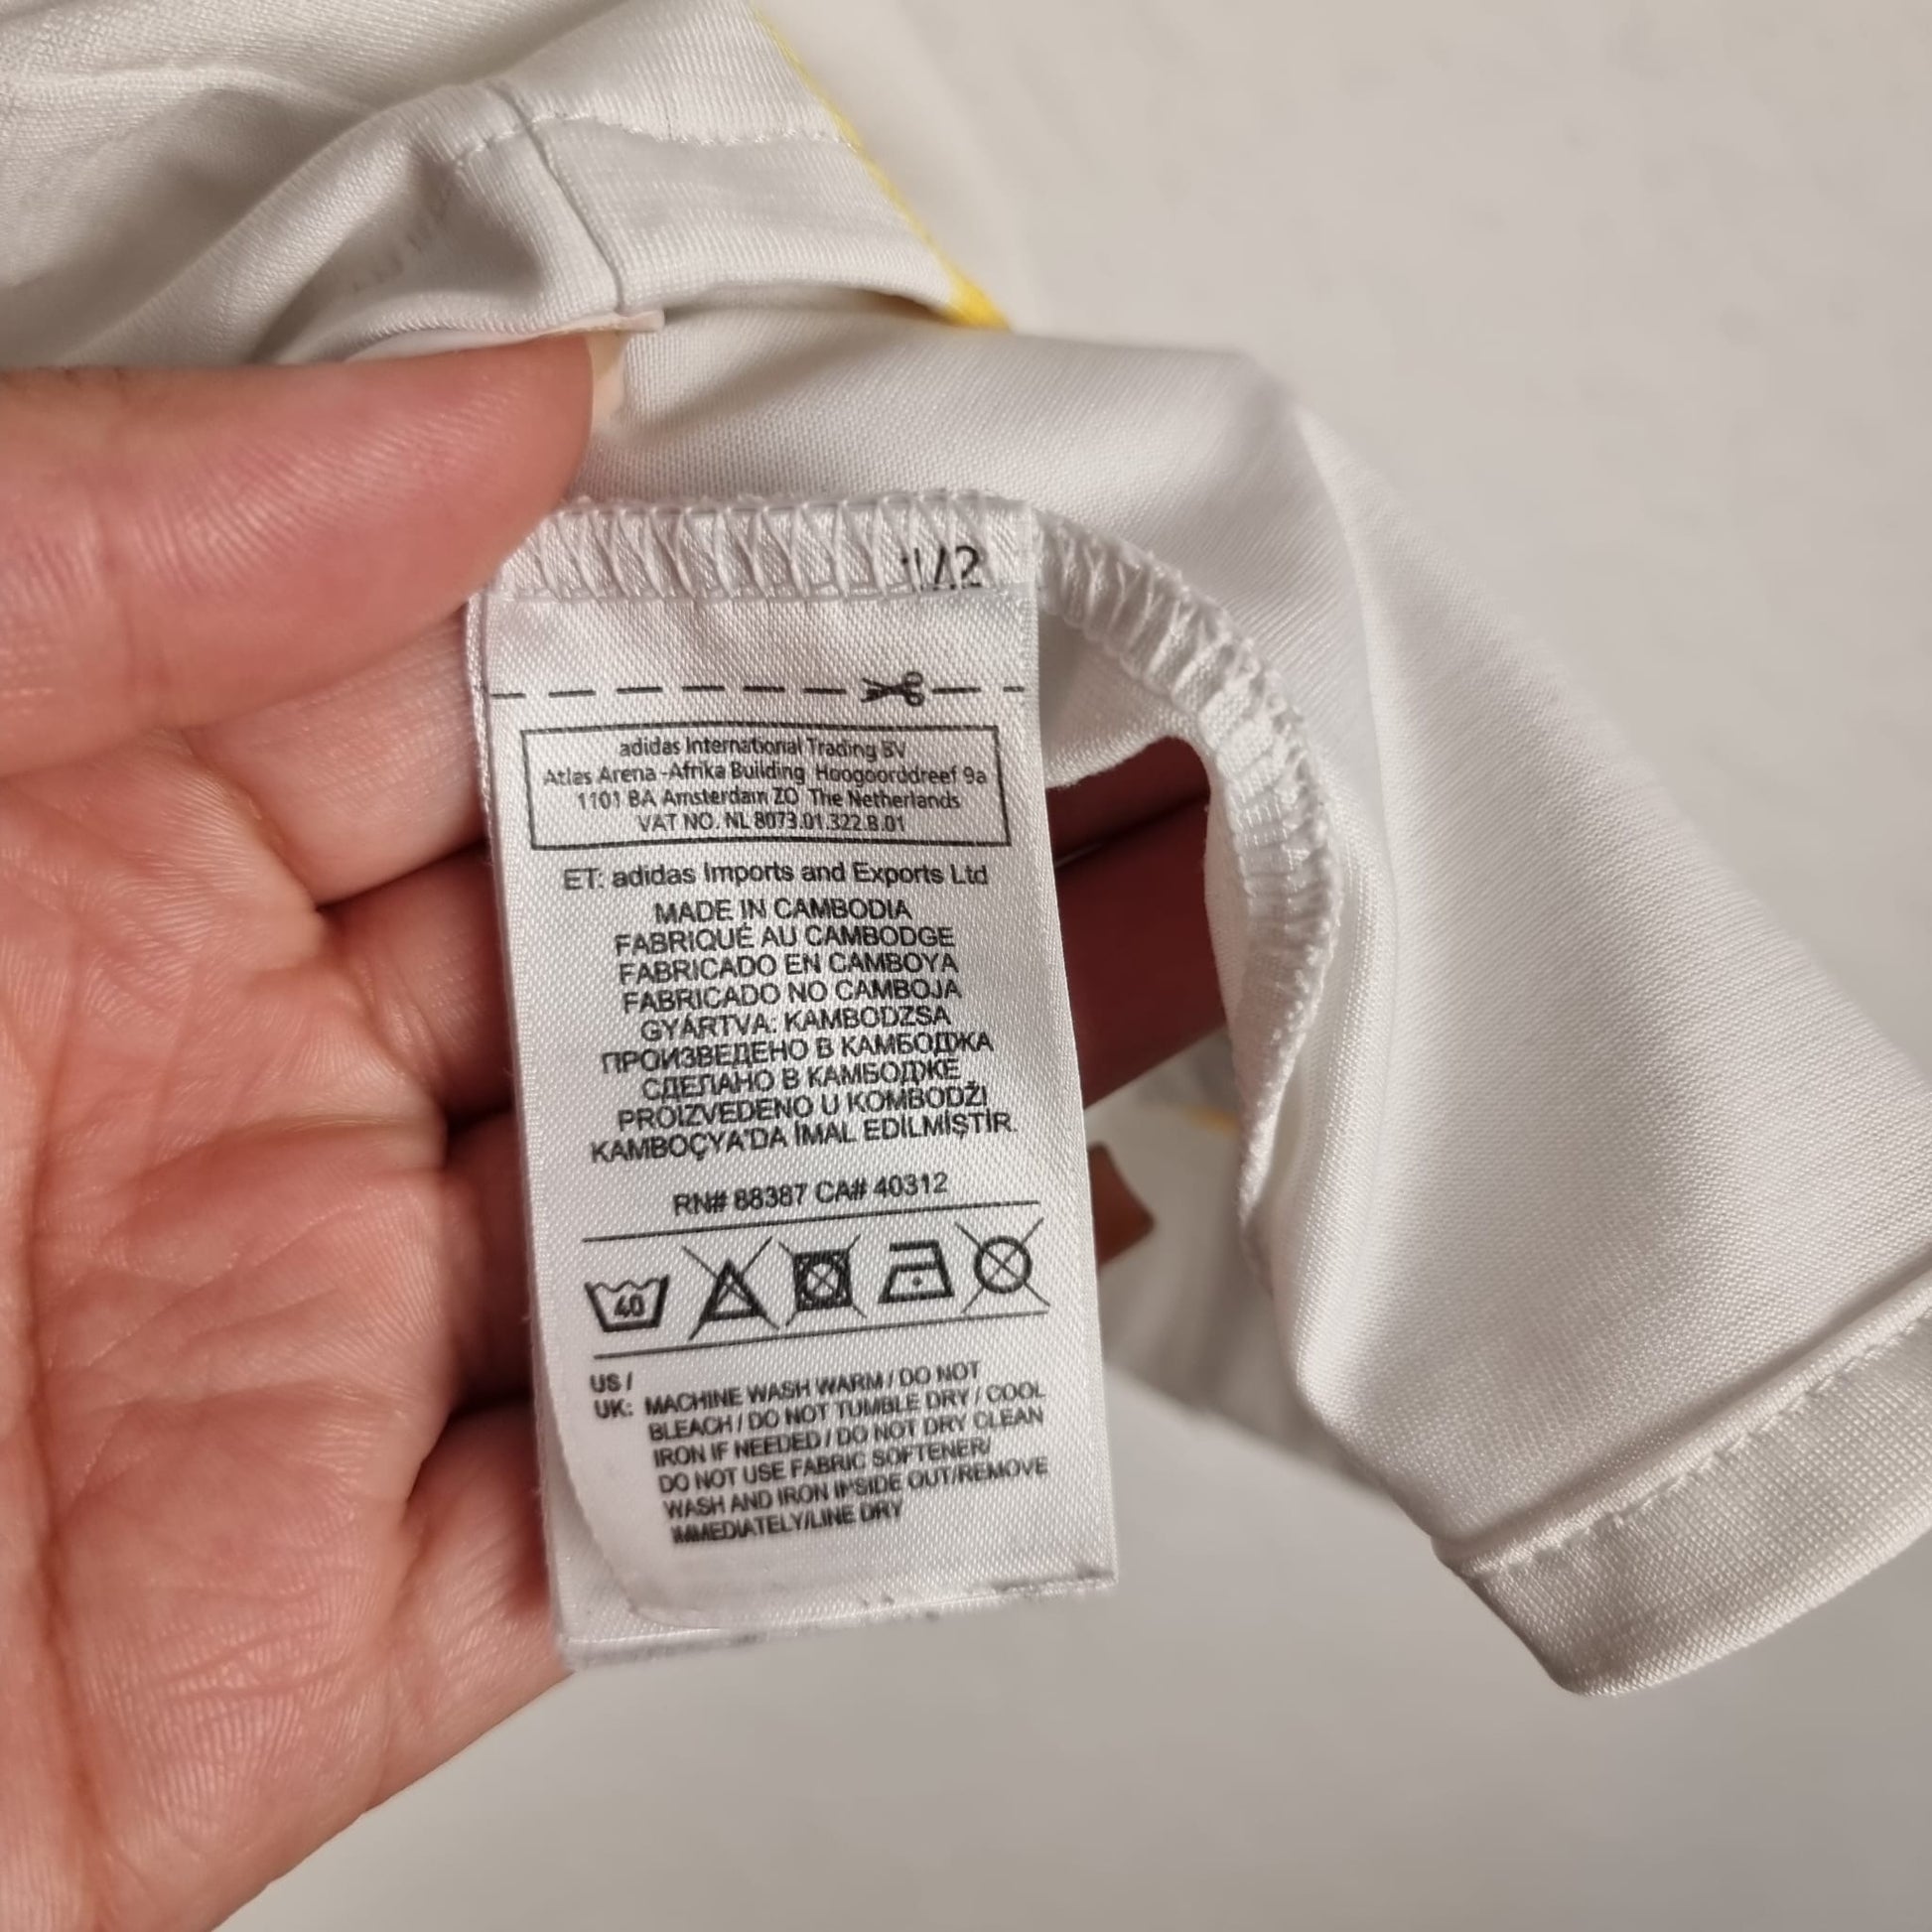 1/2
adidas International Trading BV
Atlas Arena -Afrika Building Hoogoorddreef 9a
1101 BA Amsterdam ZO The Netherlands
VAT NO. NL 8073.01.322.B.01
ET: adidas Imports and Exports Ltd
MADE IN CAMBODIA
FABRIQUÉ AU CAMBODGE
FABRICADO EN CAMBOYA
FABRICADO NO CAMBOJA
GYÁRTVA: KAMBODZSA
ПРОИЗВЕДЕНО В КАМБОДЖА
СДЕЛАНО В КАМБОДЖЕ
PROIZVEDENO U KOMBODŽI
KAMBOÇYA'DA İMAL EDİLMİŞTİR.
RN# 88387 CA# 40312
40
US /
UK: MACHINE WASH WARM / DO NOT
BLEACH / DO NOT TUMBLE DRY / COOL
IRON IF NEEDED / DO NOT DRY CLEAN
DO NOT USE FABRIC SOFTENER/
WASH AND IRON INSIDE OUT/REMOVE
IMMEDIATELY/LINE DRY